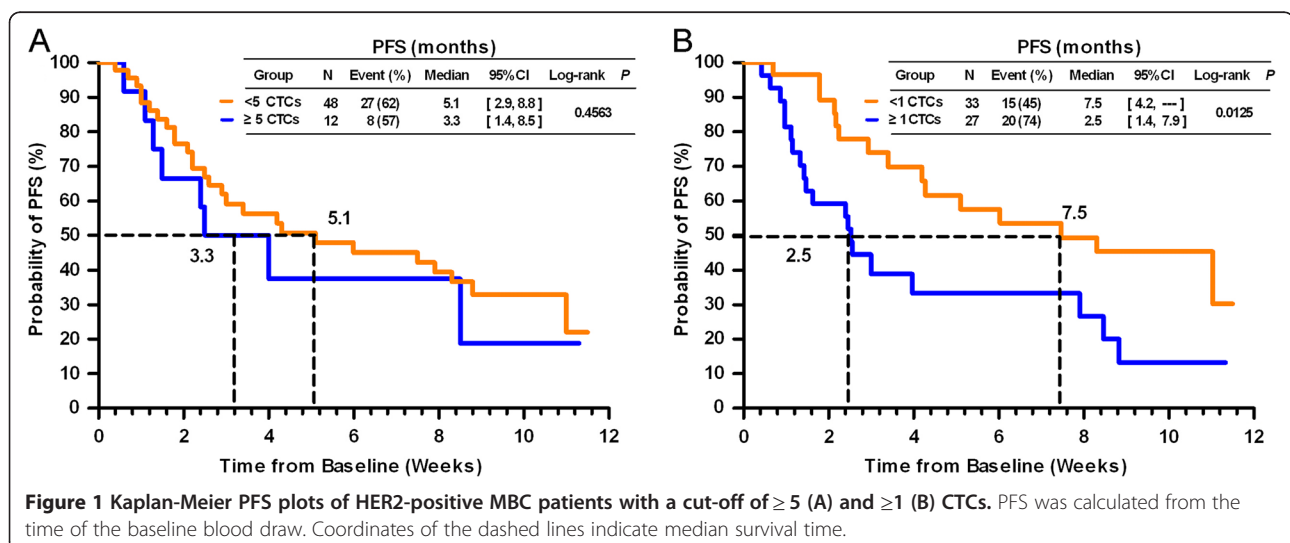 A
PFS (months)
Group N Event (%) Median 95%CI Log-rank P
<5 CTCs 48 27 (62) 5.1 [ 2.9, 8.8 ] 0.4563
≥ 5 CTCs 12 8 (57) 3.3 [ 1.4, 8.5 ]
Probability of PFS (%)
100
90
80
70
60
50
40
30
20
10
0
5.1
3.3
0 2 4 6 8 10 12
Time from Baseline (Weeks)
B
PFS (months)
Group N Event (%) Median 95%CI Log-rank P
<1 CTCs 33 15 (45) 7.5 [ 4.2, --- ] 0.0125
≥ 1 CTCs 27 20 (74) 2.5 [ 1.4, 7.9 ]
Probability of PFS (%)
100
90
80
70
60
50
40
30
20
10
0
7.5
2.5
0 2 4 6 8 10 12
Time from Baseline (Weeks)
Figure 1 Kaplan-Meier PFS plots of HER2-positive MBC patients with a cut-off of ≥ 5 (A) and ≥1 (B) CTCs. PFS was calculated from the
time of the baseline blood draw. Coordinates of the dashed lines indicate median survival time.